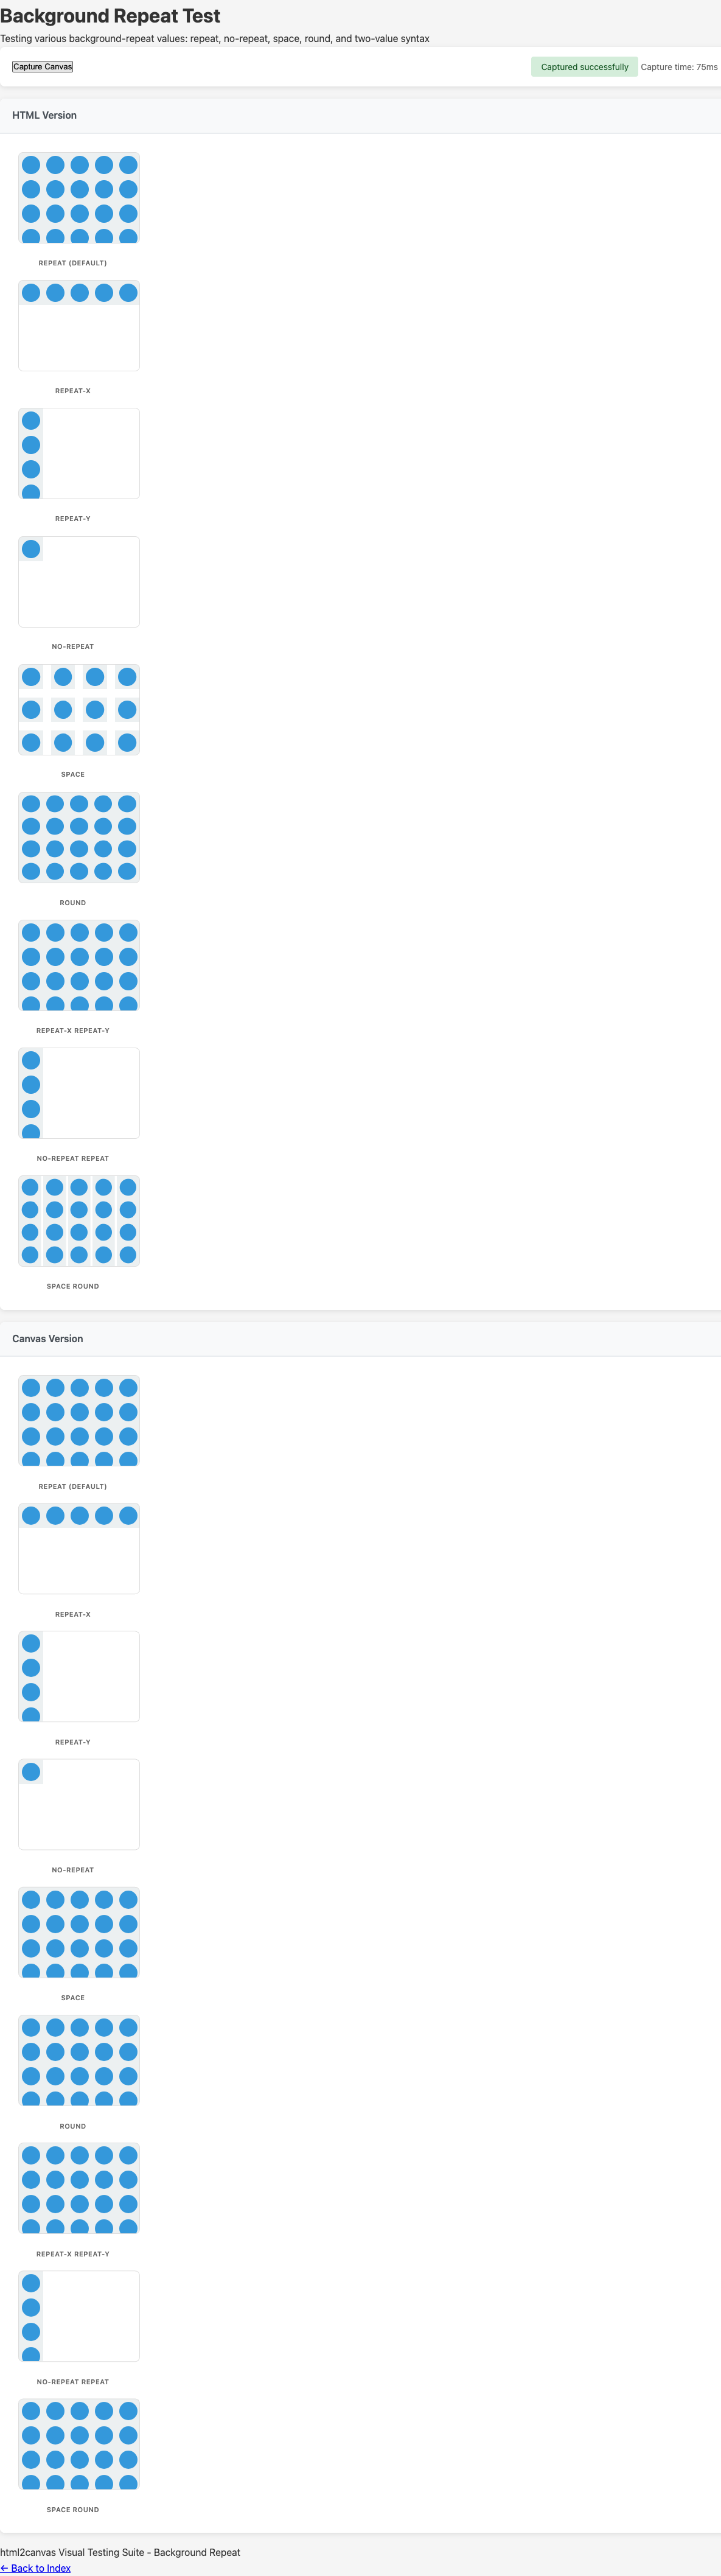 Background Repeat Test
Testing various background-repeat values: repeat, no-repeat, space, round, and two-value syntax
Capture Canvas
Captured successfully Capture time: 75ms
HTML Version
REPEAT (DEFAULT)
REPEAT-X
REPEAT-Y
NO-REPEAT
SPACE
ROUND
REPEAT-X REPEAT-Y
NO-REPEAT REPEAT
SPACE ROUND
Canvas Version
REPEAT (DEFAULT)
REPEAT-X
REPEAT-Y
NO-REPEAT
SPACE
ROUND
REPEAT-X REPEAT-Y
NO-REPEAT REPEAT
SPACE ROUND
html2canvas Visual Testing Suite - Background Repeat
← Back to Index